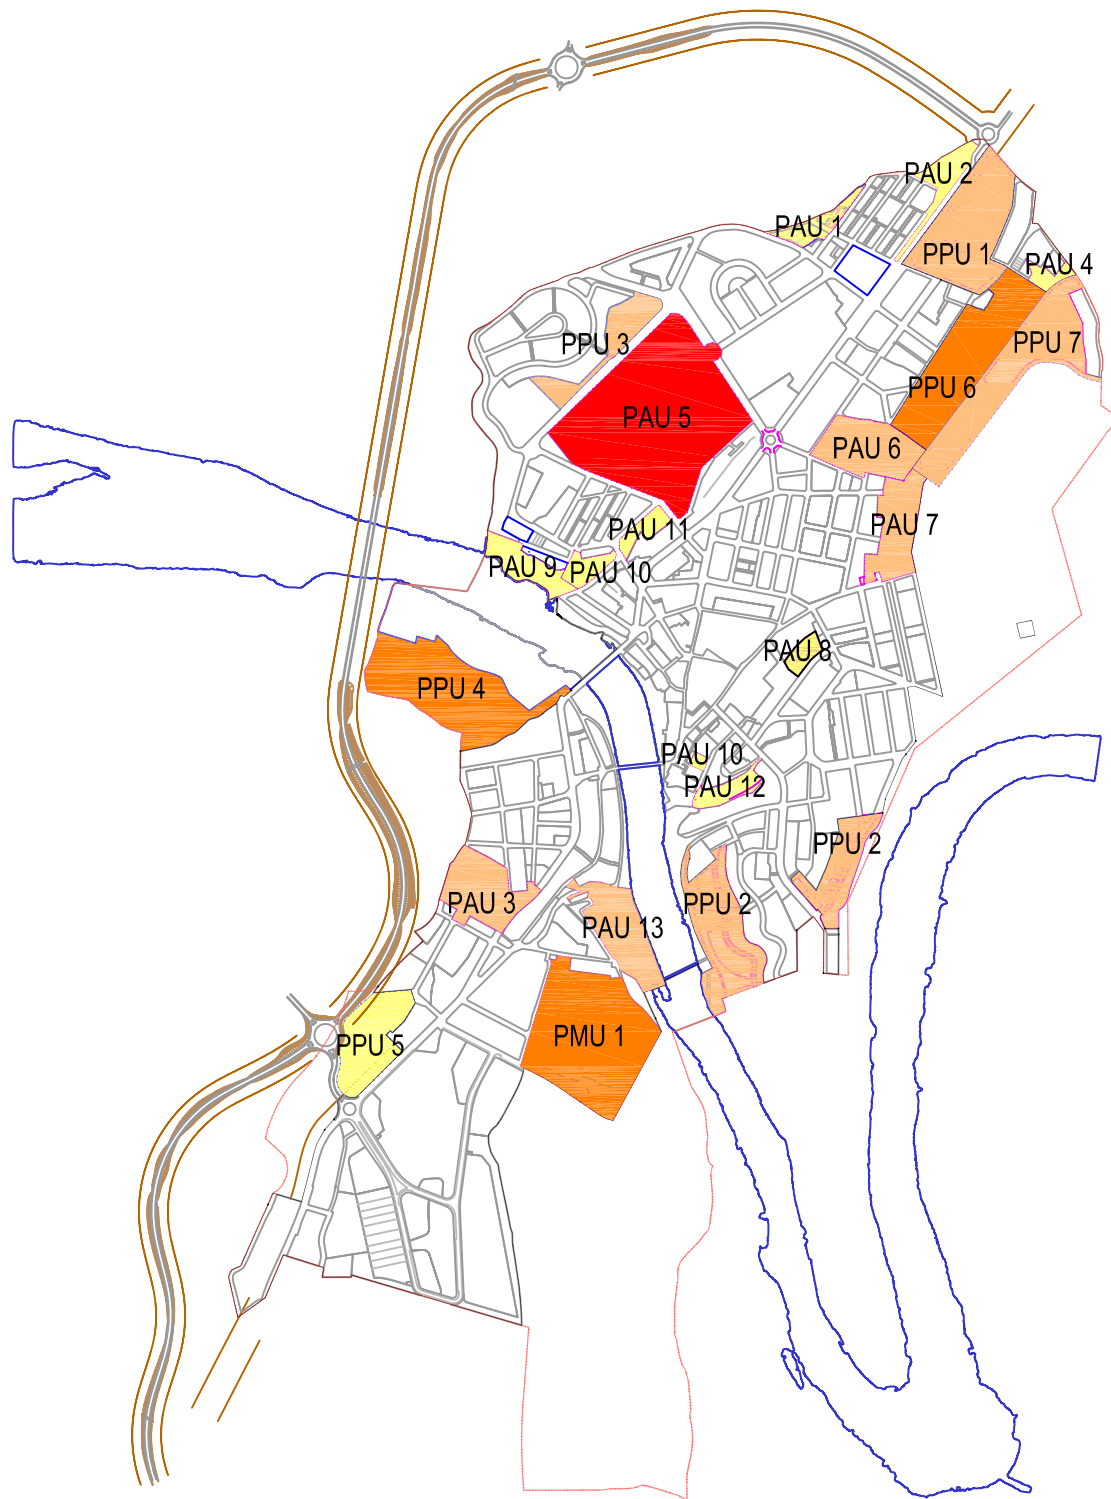 PAU 2
PAU 1
PPU 1
PAU 4
PPU 3
PPU 7
PPU 6
PAU 5
PAU 6
PAU 11
PAU 7
PAU 9
PAU 10
PAU 8
PPU 4
PAU 10
PAU 12
PPU 2
PAU 3
PPU 2
PAU 13
PMU 1
PPU 5